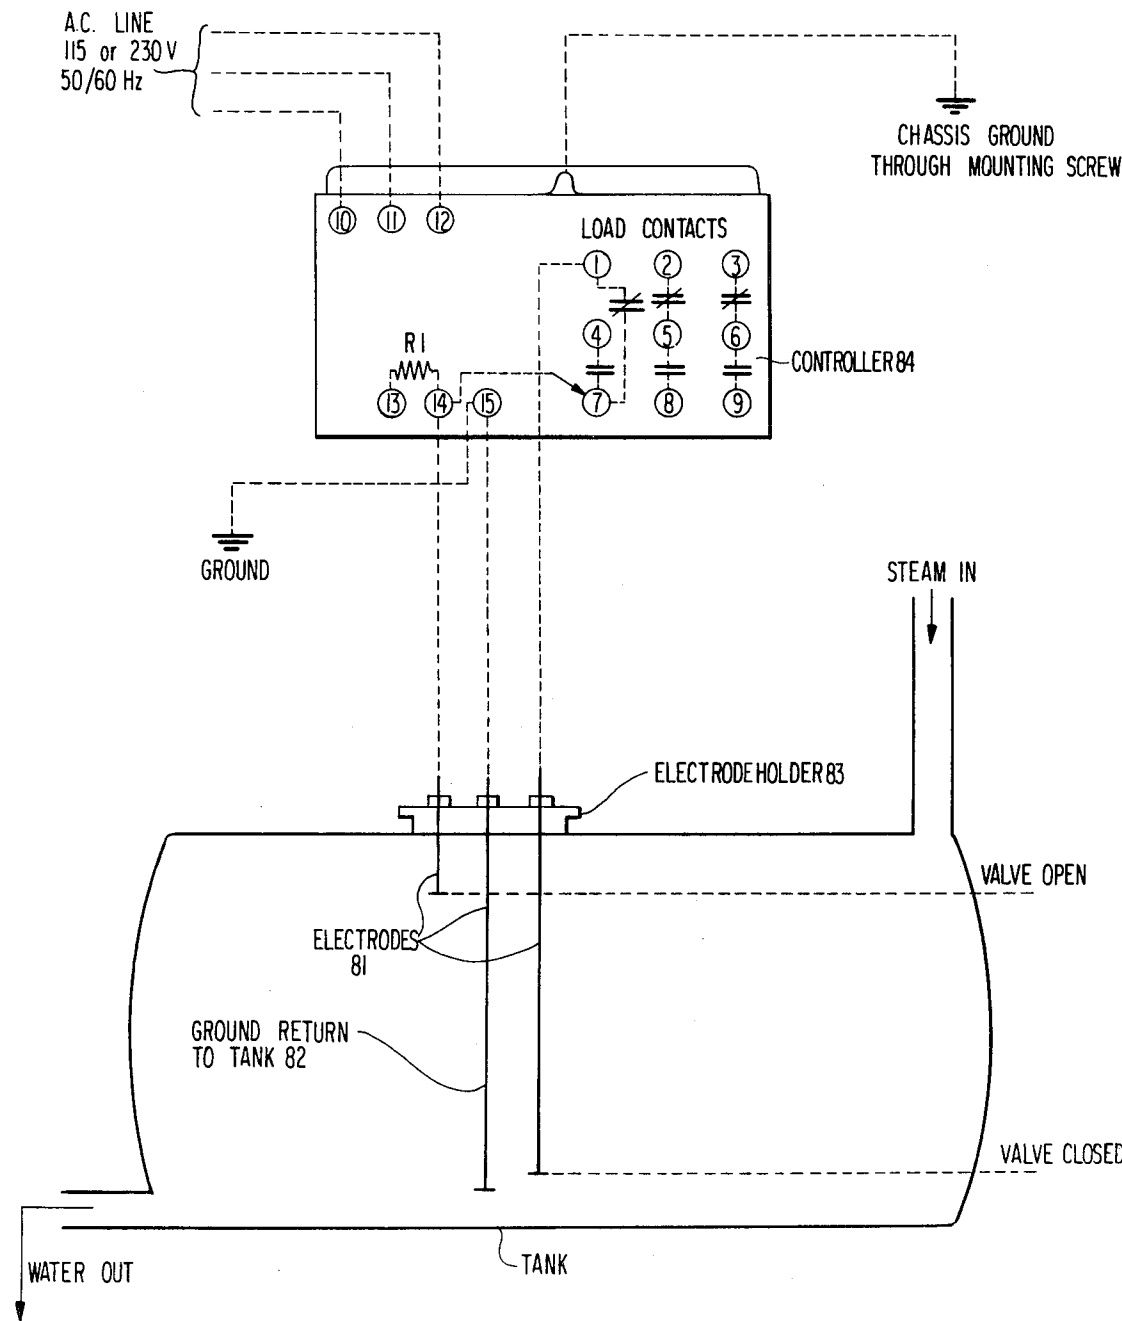 A.C. LINE
115 or 230 V
50/60 Hz
CHASSIS GROUND
THROUGH MOUNTING SCREW
10 11 12
LOAD CONTACTS
1 2 3
4 5 6
R1
CONTROLLER 84
13 14 15 7 8 9
GROUND
STEAM IN
ELECTRODE HOLDER 83
VALVE OPEN
ELECTRODES
81
GROUND RETURN
TO TANK 82
VALVE CLOSED
TANK
WATER OUT